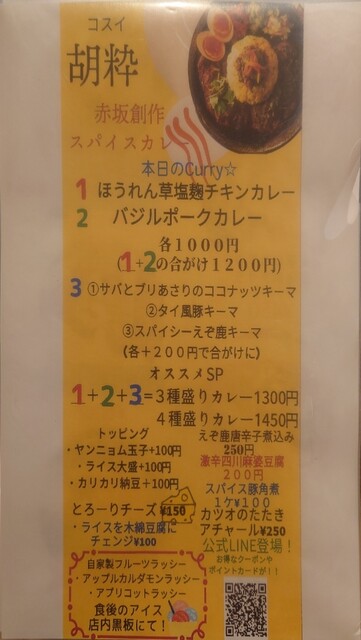 コスイ
胡粋
赤坂創作
スパイスカレー
本日のCurry☆
1 ほうれん草塩麹チキンカレー
2 バジルポークカレー
各1000円
(1+2の合がけ1200円)
3 ①サバとブリあさりのココナッツキーマ
②タイ風豚キーマ
③スパイシーえぞ鹿キーマ
(各+200円で合がけに)
オススメSP
1+2+3=3種盛りカレー1300円
4種盛りカレー1450円
トッピング
・ヤンニョム玉子+100円
・ライス大盛+100円
・カリカリ納豆+100円
とろーりチーズ¥150
・ライスを木綿豆腐に
チェンジ¥100
えぞ鹿唐辛子煮込み
250円
激辛四川麻婆豆腐
200円
スパイス豚角煮
1ケ¥100
カツオのたたき
アチャール¥250
公式LINE登場!
お得なクーポンや
ポイントカードが!!
自家製フルーツラッシー
・アップルカルダモンラッシー
・アプリコットラッシー
食後のアイス
店内黒板にて!